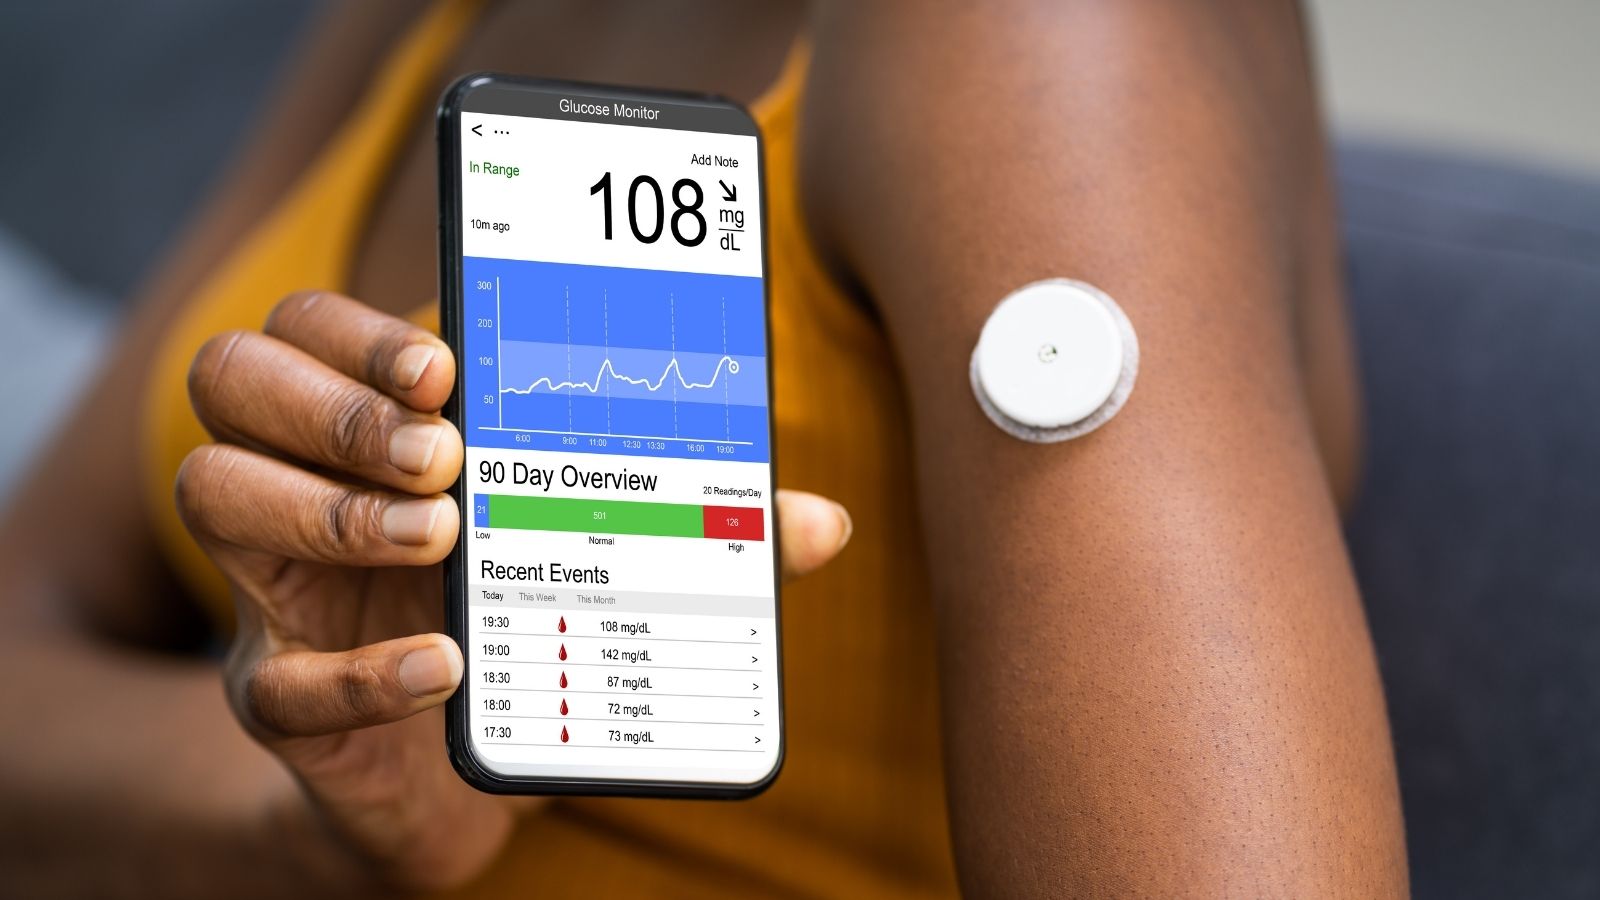 Glucose Monitor
< ...
Add Note
In Range
108 mg/dL
10m ago
300
200
100
50
6:00 9:00 11:00 12:30 13:30 16:00 19:00
90 Day Overview
20 Readings/Day
21 501 126
Low Normal High
Recent Events
Today This Week This Month
19:30 108 mg/dL >
19:00 142 mg/dL >
18:30 87 mg/dL >
18:00 72 mg/dL >
17:30 73 mg/dL >